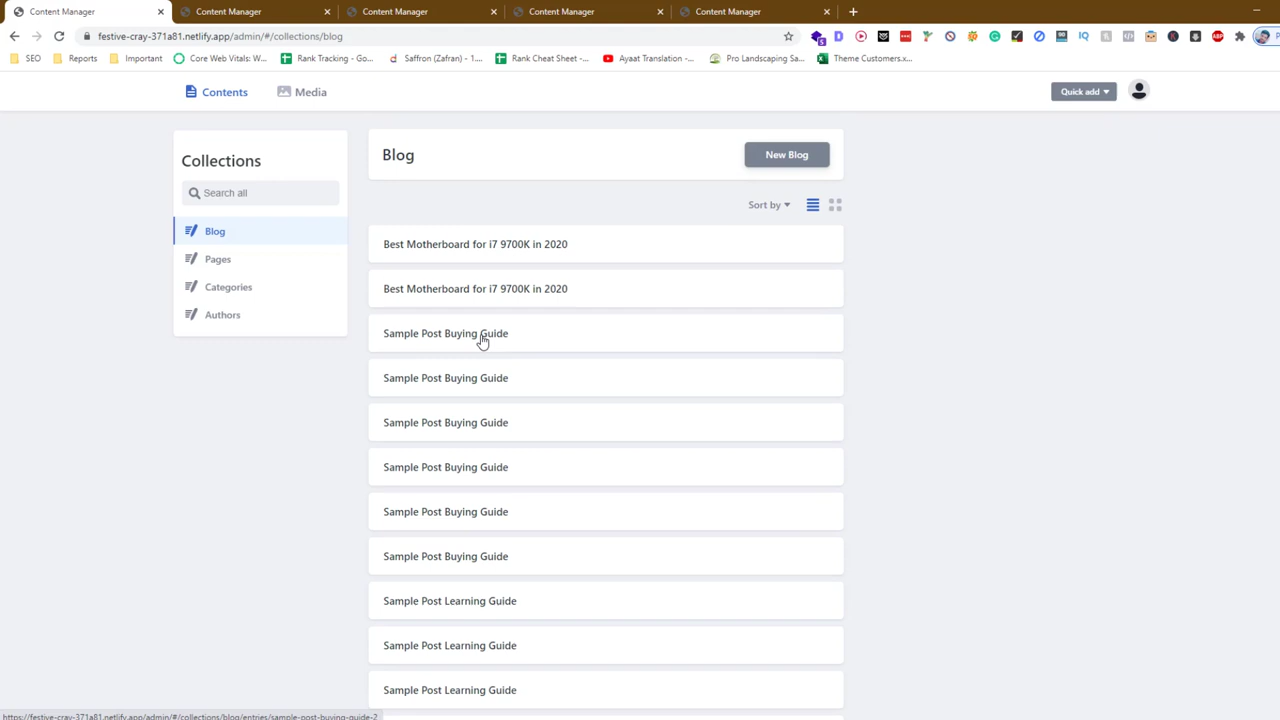 Content Manager
Content Manager
Content Manager
Content Manager
Content Manager
festive-cray-371a81.netlify.app/admin/#/collections/blog
SEO
Reports
Important
Core Web Vitals: W...
Rank Tracking - Go...
Saffron (Zafran) - 1....
Rank Cheat Sheet -...
Ayaat Translation -...
Pro Landscaping Sa...
Theme Customers.x...
Contents
Media
Quick add
Collections
Search all
Blog
Pages
Categories
Authors
Blog
New Blog
Sort by
Best Motherboard for i7 9700K in 2020
Best Motherboard for i7 9700K in 2020
Sample Post Buying Guide
Sample Post Buying Guide
Sample Post Buying Guide
Sample Post Buying Guide
Sample Post Buying Guide
Sample Post Buying Guide
Sample Post Learning Guide
Sample Post Learning Guide
Sample Post Learning Guide
https://festive-cray-371a81.netlify.app/admin/#/collections/blog/entries/sample-post-buying-guide-2